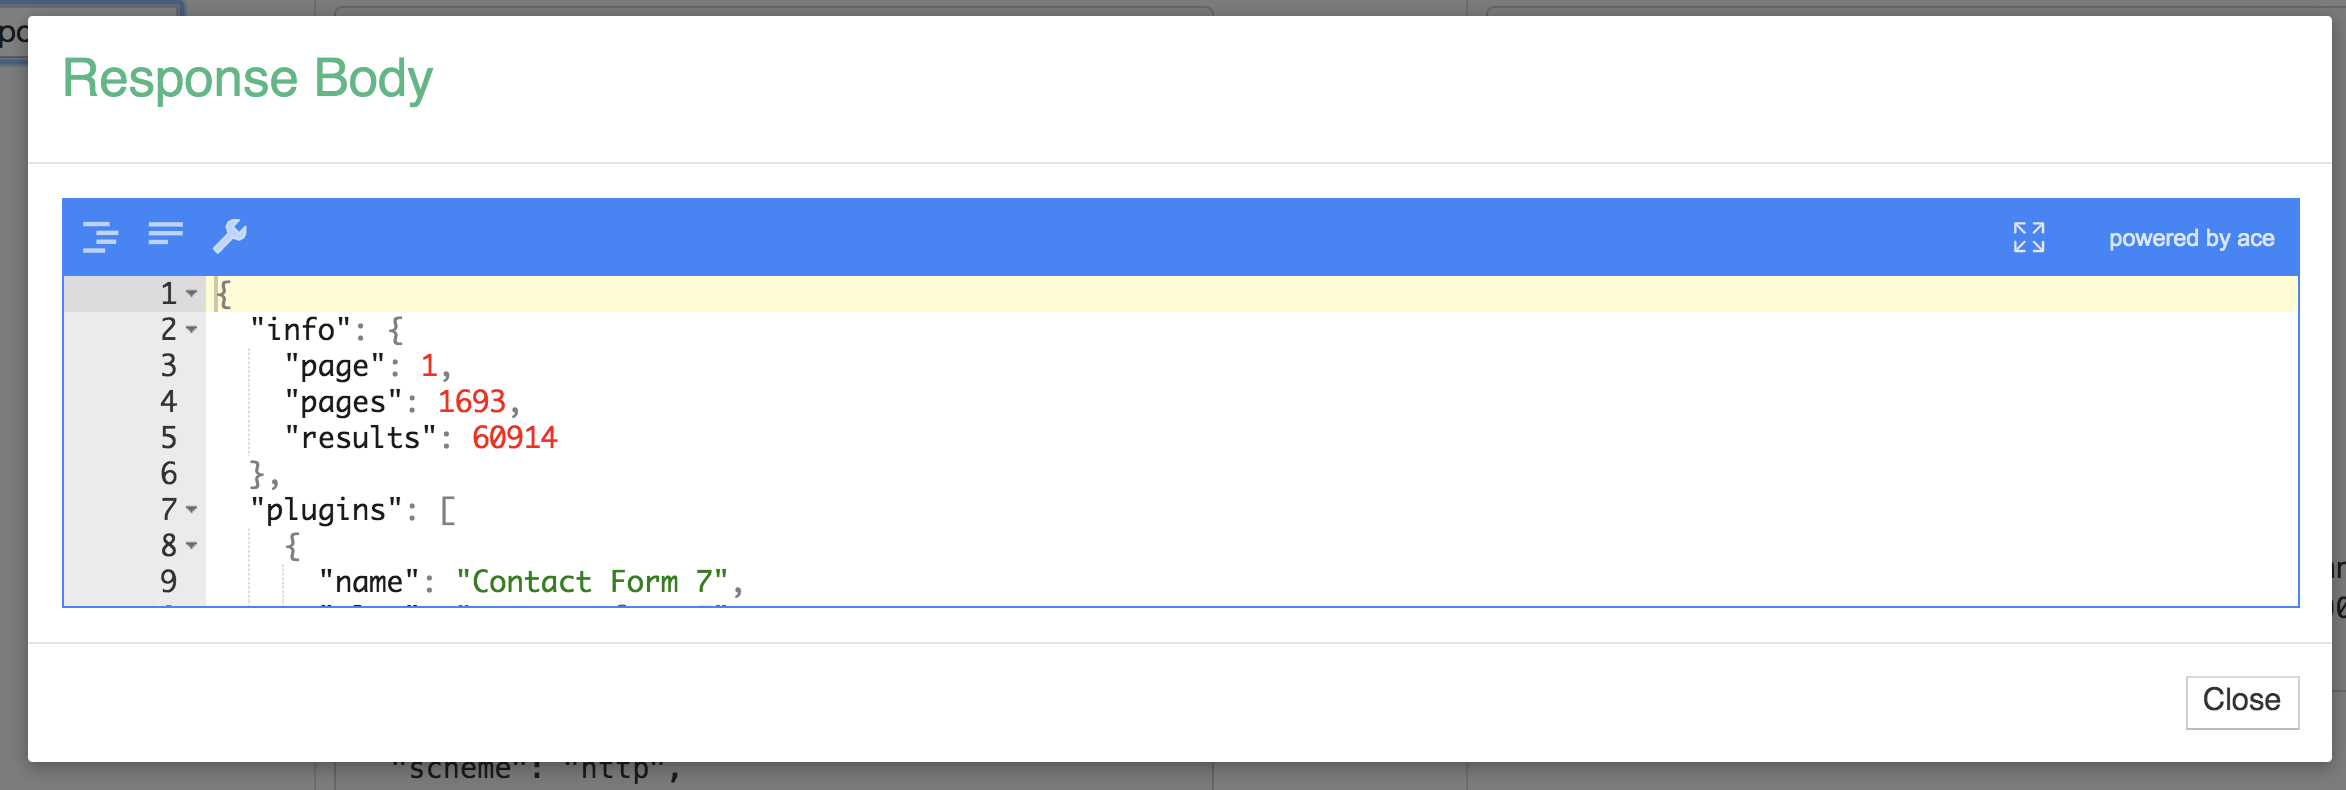 Response Body
powered by ace
1 {
2 "info": {
3 "page": 1,
4 "pages": 1693,
5 "results": 60914
6 },
7 "plugins": [
8 {
9 "name": "Contact Form 7",
Close
"scheme": "http",